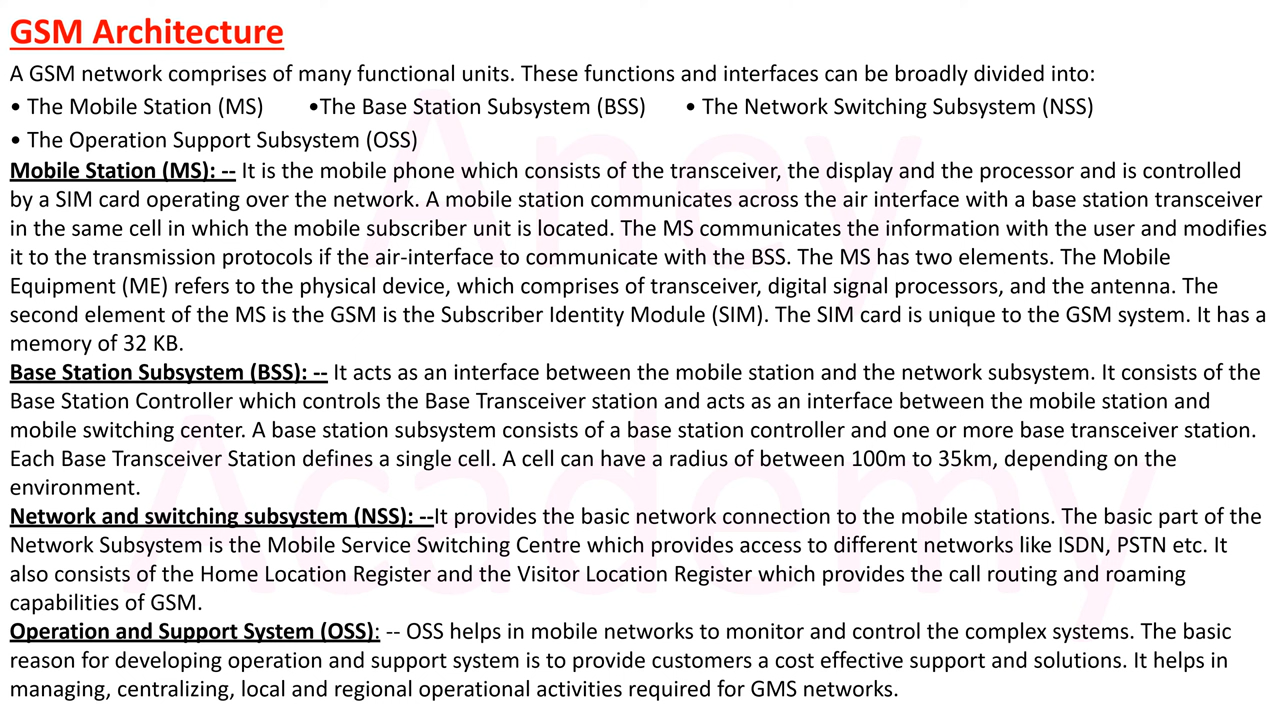 GSM Architecture
A GSM network comprises of many functional units. These functions and interfaces can be broadly divided into:
• The Mobile Station (MS) •The Base Station Subsystem (BSS) • The Network Switching Subsystem (NSS)
• The Operation Support Subsystem (OSS)
Mobile Station (MS): -- It is the mobile phone which consists of the transceiver, the display and the processor and is controlled
by a SIM card operating over the network. A mobile station communicates across the air interface with a base station transceiver
in the same cell in which the mobile subscriber unit is located. The MS communicates the information with the user and modifies
it to the transmission protocols if the air-interface to communicate with the BSS. The MS has two elements. The Mobile
Equipment (ME) refers to the physical device, which comprises of transceiver, digital signal processors, and the antenna. The
second element of the MS is the GSM is the Subscriber Identity Module (SIM). The SIM card is unique to the GSM system. It has a
memory of 32 KB.
Base Station Subsystem (BSS): -- It acts as an interface between the mobile station and the network subsystem. It consists of the
Base Station Controller which controls the Base Transceiver station and acts as an interface between the mobile station and
mobile switching center. A base station subsystem consists of a base station controller and one or more base transceiver station.
Each Base Transceiver Station defines a single cell. A cell can have a radius of between 100m to 35km, depending on the
environment.
Network and switching subsystem (NSS): --It provides the basic network connection to the mobile stations. The basic part of the
Network Subsystem is the Mobile Service Switching Centre which provides access to different networks like ISDN, PSTN etc. It
also consists of the Home Location Register and the Visitor Location Register which provides the call routing and roaming
capabilities of GSM.
Operation and Support System (OSS): -- OSS helps in mobile networks to monitor and control the complex systems. The basic
reason for developing operation and support system is to provide customers a cost effective support and solutions. It helps in
managing, centralizing, local and regional operational activities required for GMS networks.
Aney
Academy